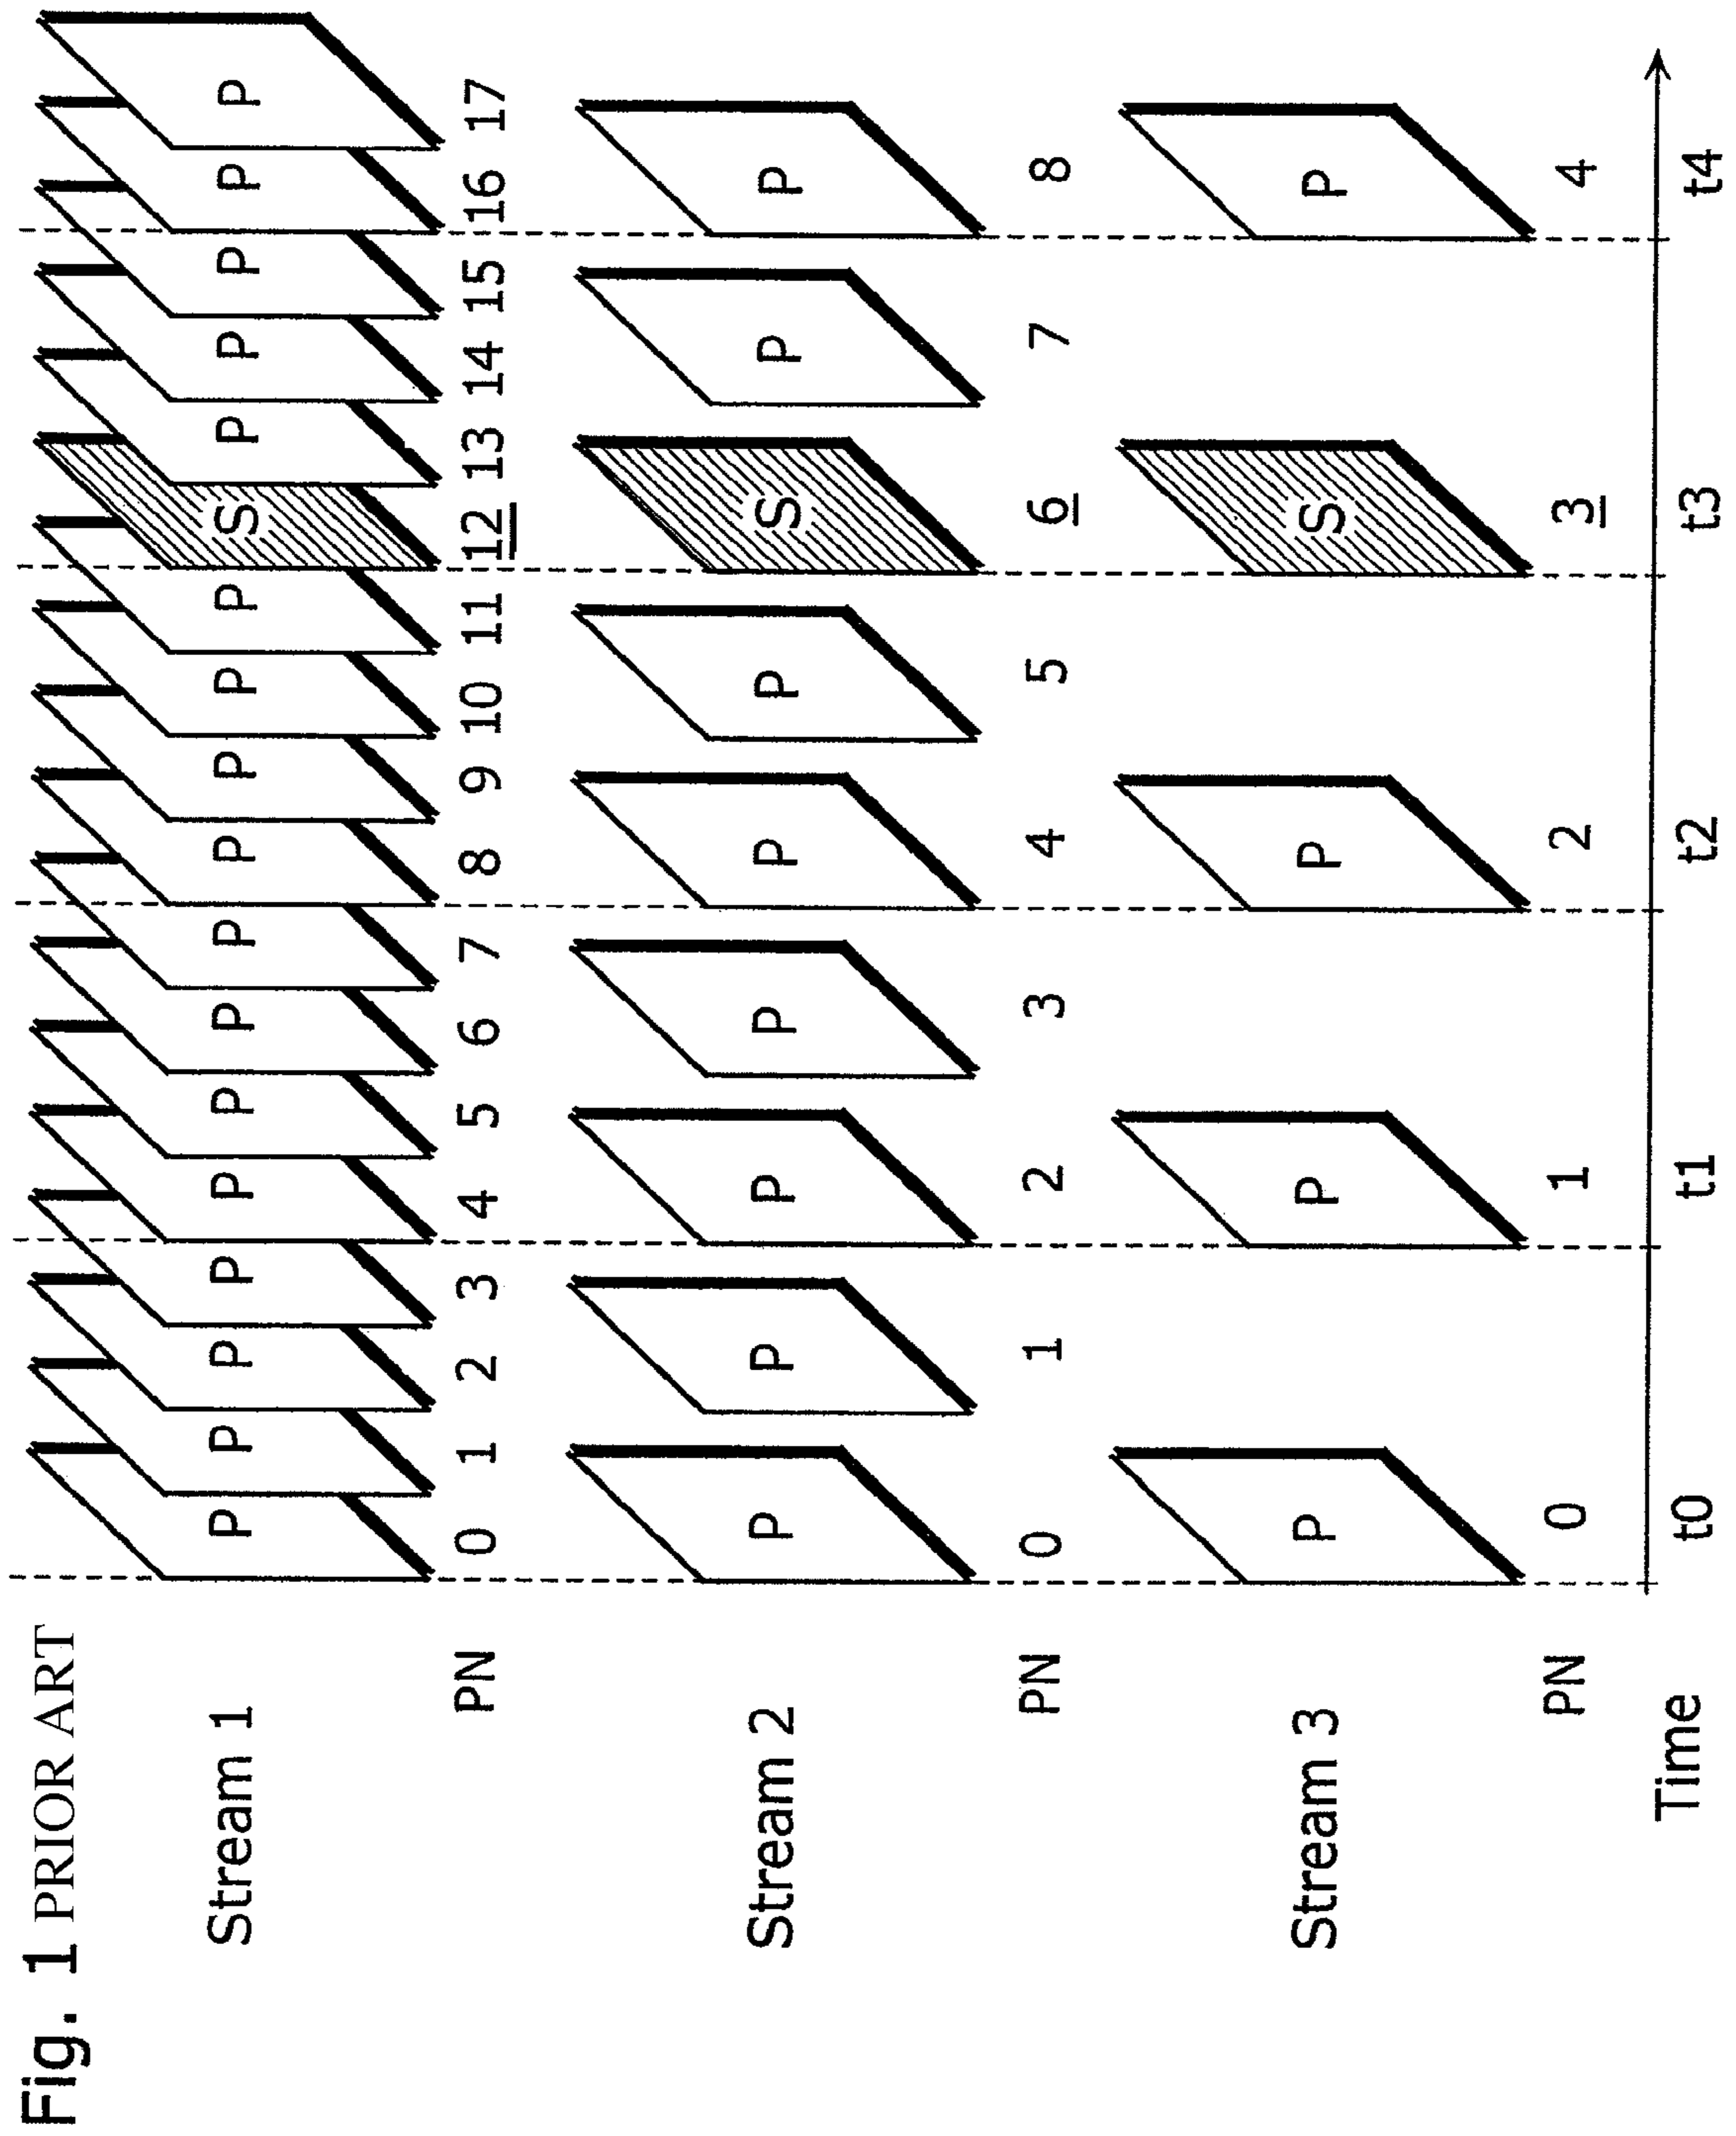 Fig. 1 PRIOR ART
Stream 1
P P P P P P P P P P P P S P P P P P
PN 0 1 2 3 4 5 6 7 8 9 10 11 12 13 14 15 16 17
Stream 2
P P P P P P S P P
PN 0 1 2 3 4 5 6 7 8
Stream 3
P P P S P
PN 0 1 2 3 4
Time t0 t1 t2 t3 t4